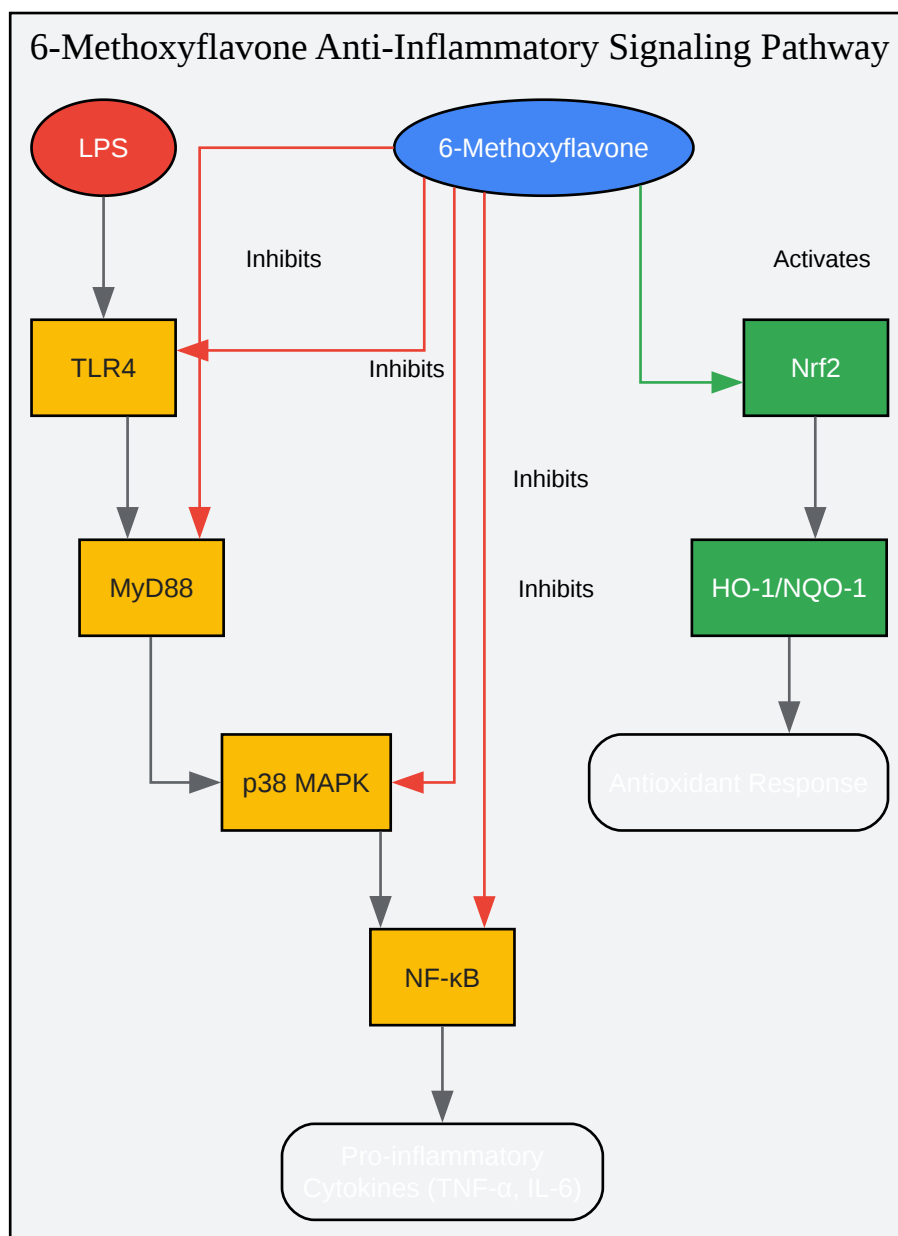 6-Methoxyflavone Anti-Inflammatory Signaling Pathway
LPS
6-Methoxyflavone
Inhibits
Activates
TLR4
Inhibits
Nrf2
Inhibits
MyD88
Inhibits
HO-1/NQO-1
p38 MAPK
Antioxidant Response
NF-κB
Pro-inflammatory
Cytokines (TNF-α, IL-6)